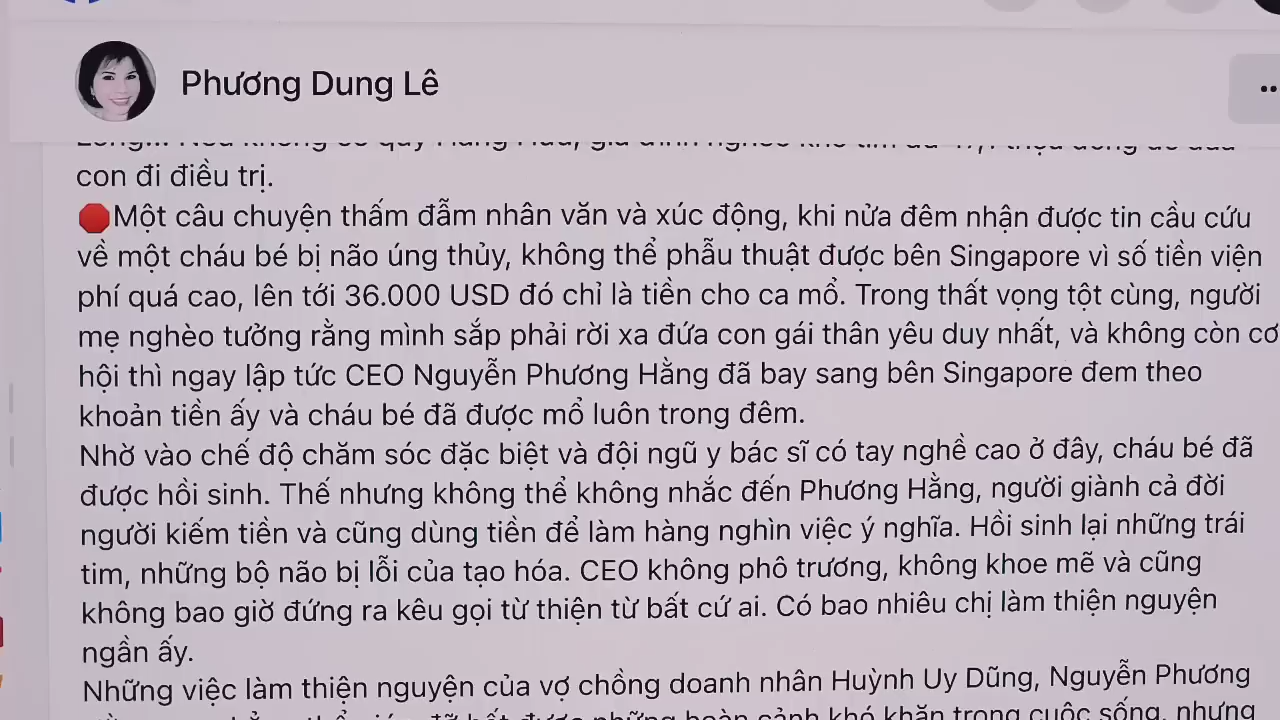 Phương Dung Lê
con đi điều trị.
Một câu chuyện thấm đẫm nhân văn và xúc động, khi nửa đêm nhận được tin cầu cứu
về một cháu bé bị não úng thủy, không thể phẫu thuật được bên Singapore vì số tiền viện
phí quá cao, lên tới 36.000 USD đó chỉ là tiền cho ca mổ. Trong thất vọng tột cùng, người
mẹ nghèo tưởng rằng mình sắp phải rời xa đứa con gái thân yêu duy nhất, và không còn cơ
hội thì ngay lập tức CEO Nguyễn Phương Hằng đã bay sang bên Singapore đem theo
khoản tiền ấy và cháu bé đã được mổ luôn trong đêm.
Nhờ vào chế độ chăm sóc đặc biệt và đội ngũ y bác sĩ có tay nghề cao ở đây, cháu bé đã
được hồi sinh. Thế nhưng không thể không nhắc đến Phương Hằng, người giành cả đời
người kiếm tiền và cũng dùng tiền để làm hàng nghìn việc ý nghĩa. Hồi sinh lại những trái
tim, những bộ não bị lỗi của tạo hóa. CEO không phô trương, không khoe mẽ và cũng
không bao giờ đứng ra kêu gọi từ thiện từ bất cứ ai. Có bao nhiêu chị làm thiện nguyện
ngần ấy.
Những việc làm thiện nguyện của vợ chồng doanh nhân Huỳnh Uy Dũng, Nguyễn Phương
những hoàn cảnh khó khăn trong cuộc sống, nhưng